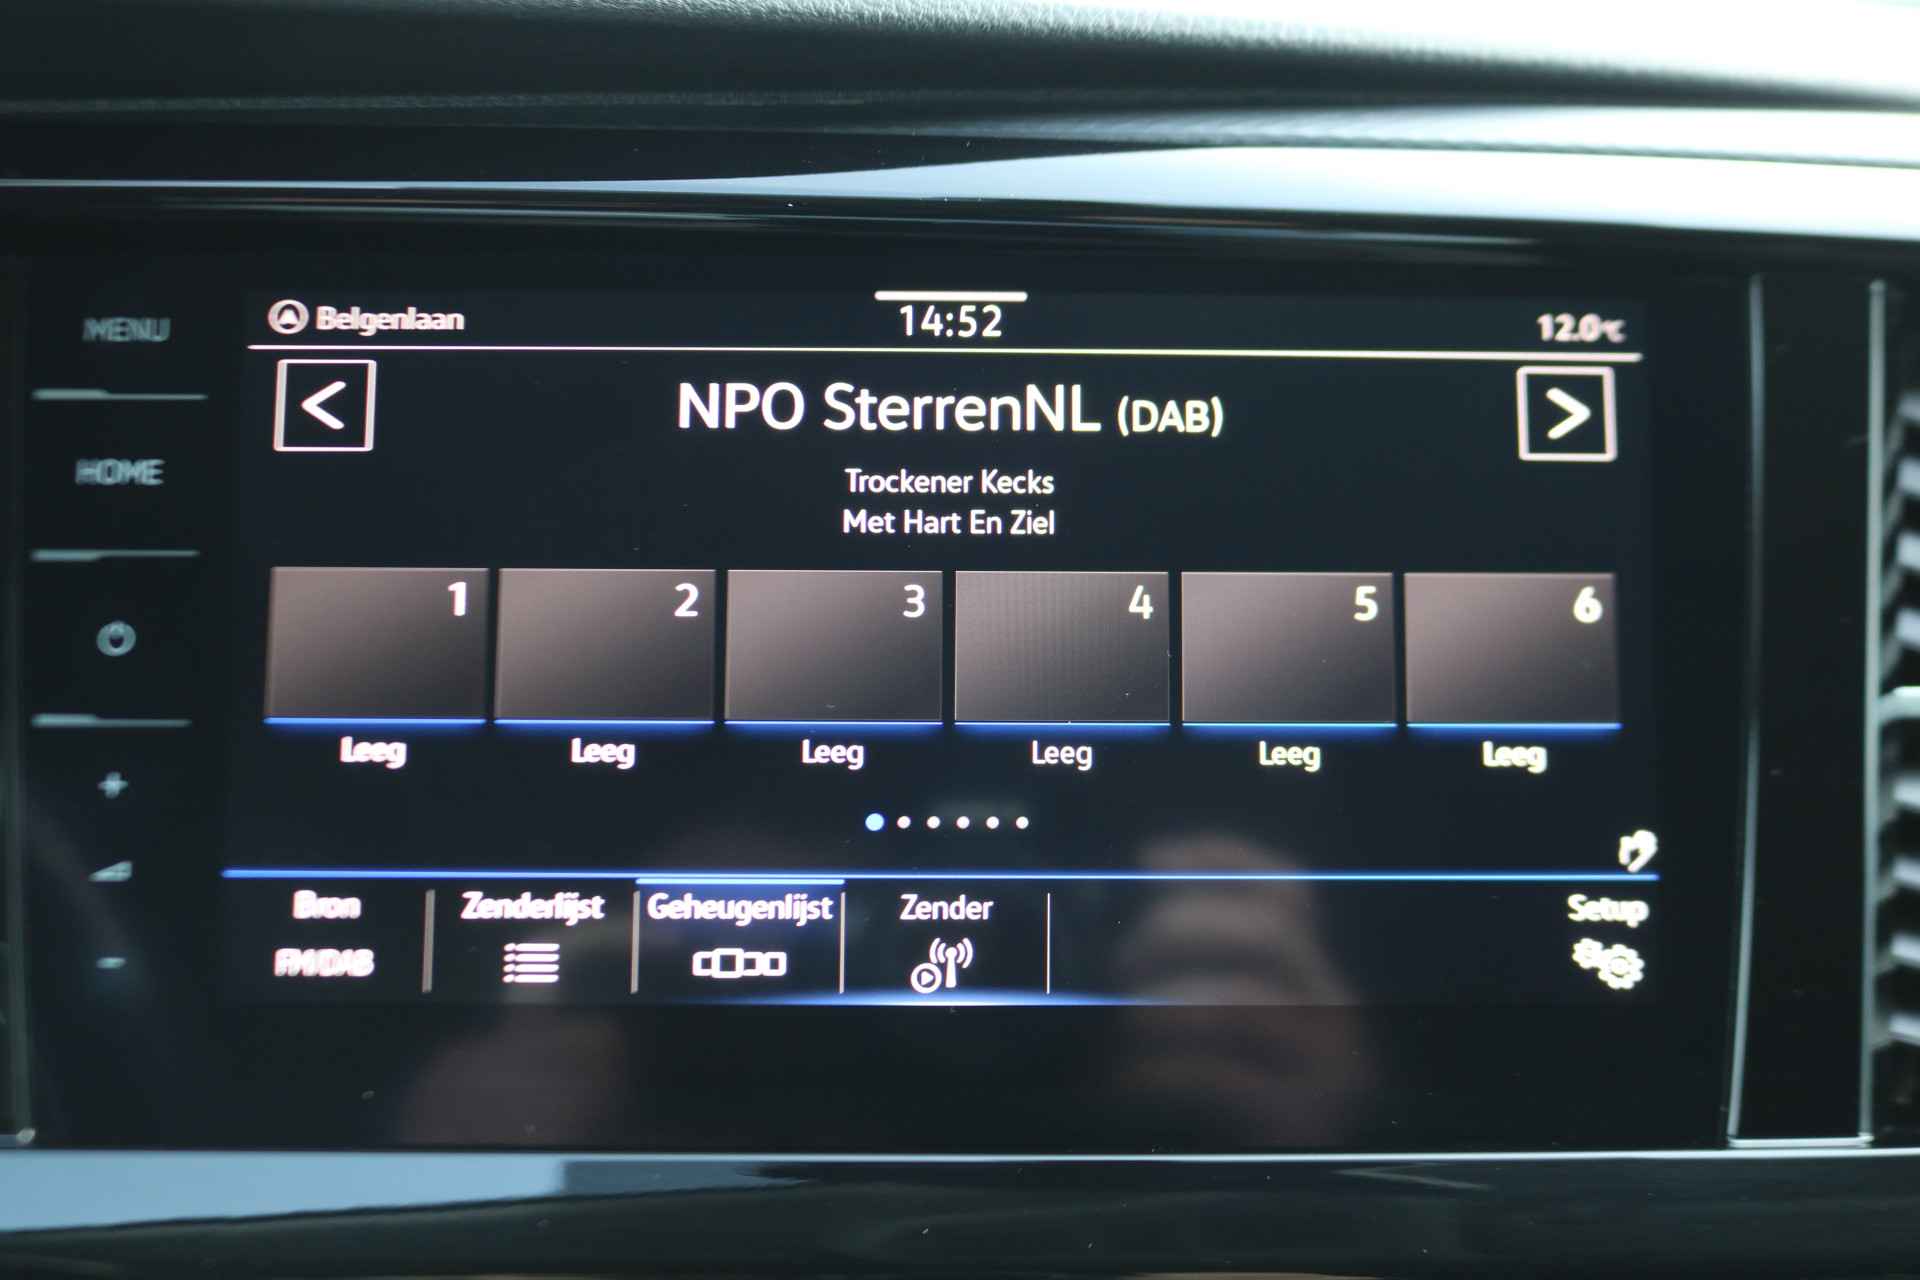 MENU
HOME
Belgenlaan
14:52
12.0°C
<
NPO SterrenNL (DAB)
>
Trockener Kecks
Met Hart En Ziel
1 2 3 4 5 6
Leeg Leeg Leeg Leeg Leeg Leeg
+
-
Bron Zenderlijst Geheugenlijst Zender Setup
FM DAB